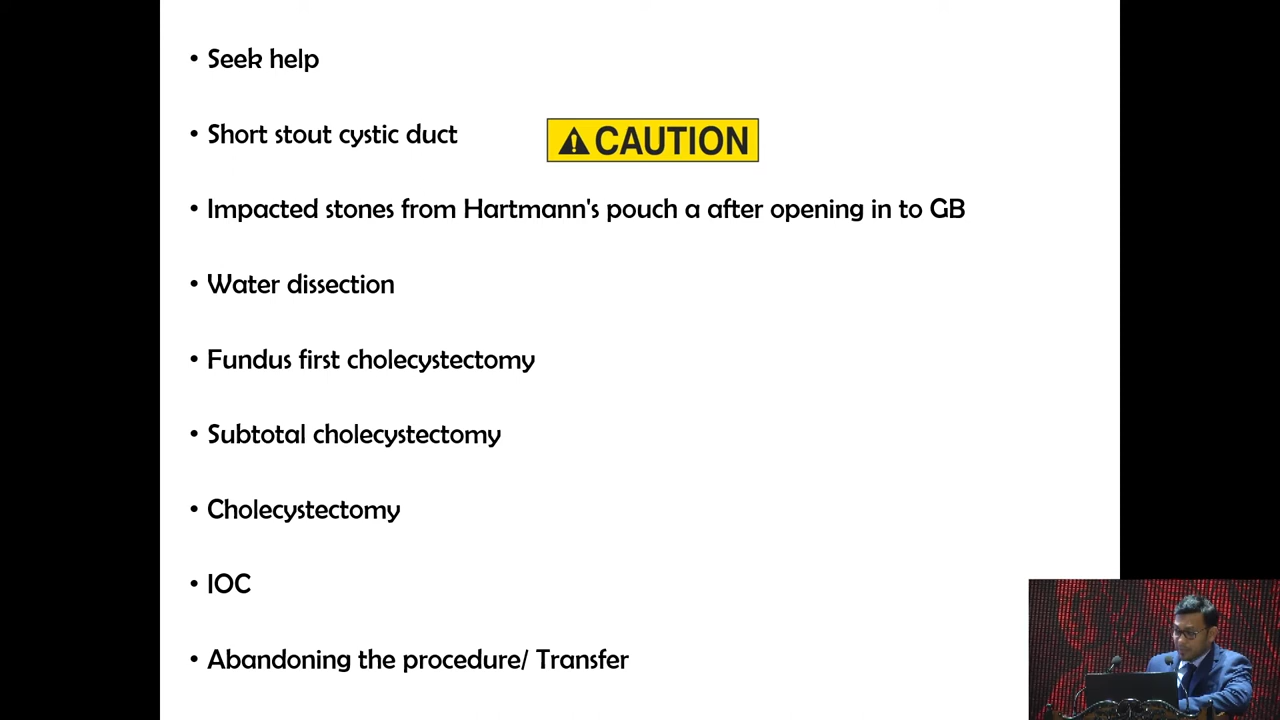 • Seek help
• Short stout cystic duct
CAUTION
• Impacted stones from Hartmann's pouch a after opening in to GB
• Water dissection
• Fundus first cholecystectomy
• Subtotal cholecystectomy
• Cholecystectomy
• IOC
• Abandoning the procedure/ Transfer